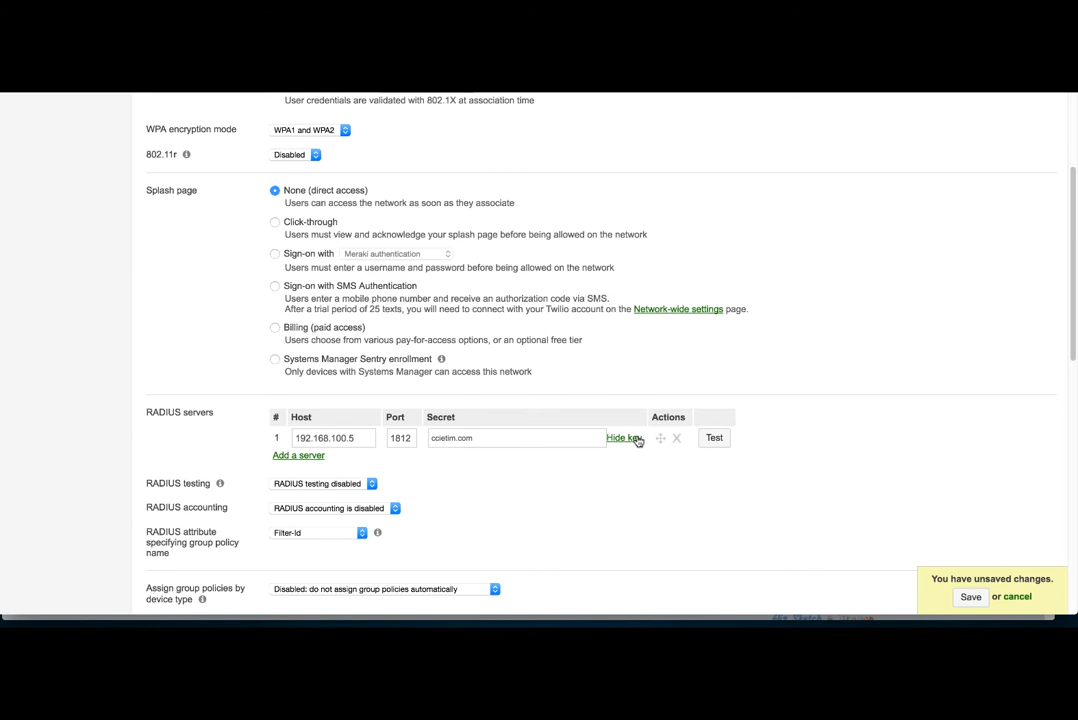 User credentials are validated with 802.1X at association time
WPA encryption mode
WPA1 and WPA2
802.11r
Disabled
Splash page
None (direct access)
Users can access the network as soon as they associate
Click-through
Users must view and acknowledge your splash page before being allowed on the network
Sign-on with Meraki authentication
Users must enter a username and password before being allowed on the network
Sign-on with SMS Authentication
Users enter a mobile phone number and receive an authorization code via SMS.
After a trial period of 25 texts, you will need to connect with your Twilio account on the Network-wide settings page.
Billing (paid access)
Users choose from various pay-for-access options, or an optional free tier
Systems Manager Sentry enrollment
Only devices with Systems Manager can access this network
RADIUS servers
# Host Port Secret Actions
1 192.168.100.5 1812 ccietim.com Hide key Test
Add a server
RADIUS testing
RADIUS testing disabled
RADIUS accounting
RADIUS accounting is disabled
RADIUS attribute
specifying group policy
name
Filter-Id
Assign group policies by
device type
Disabled: do not assign group policies automatically
You have unsaved changes.
Save or cancel